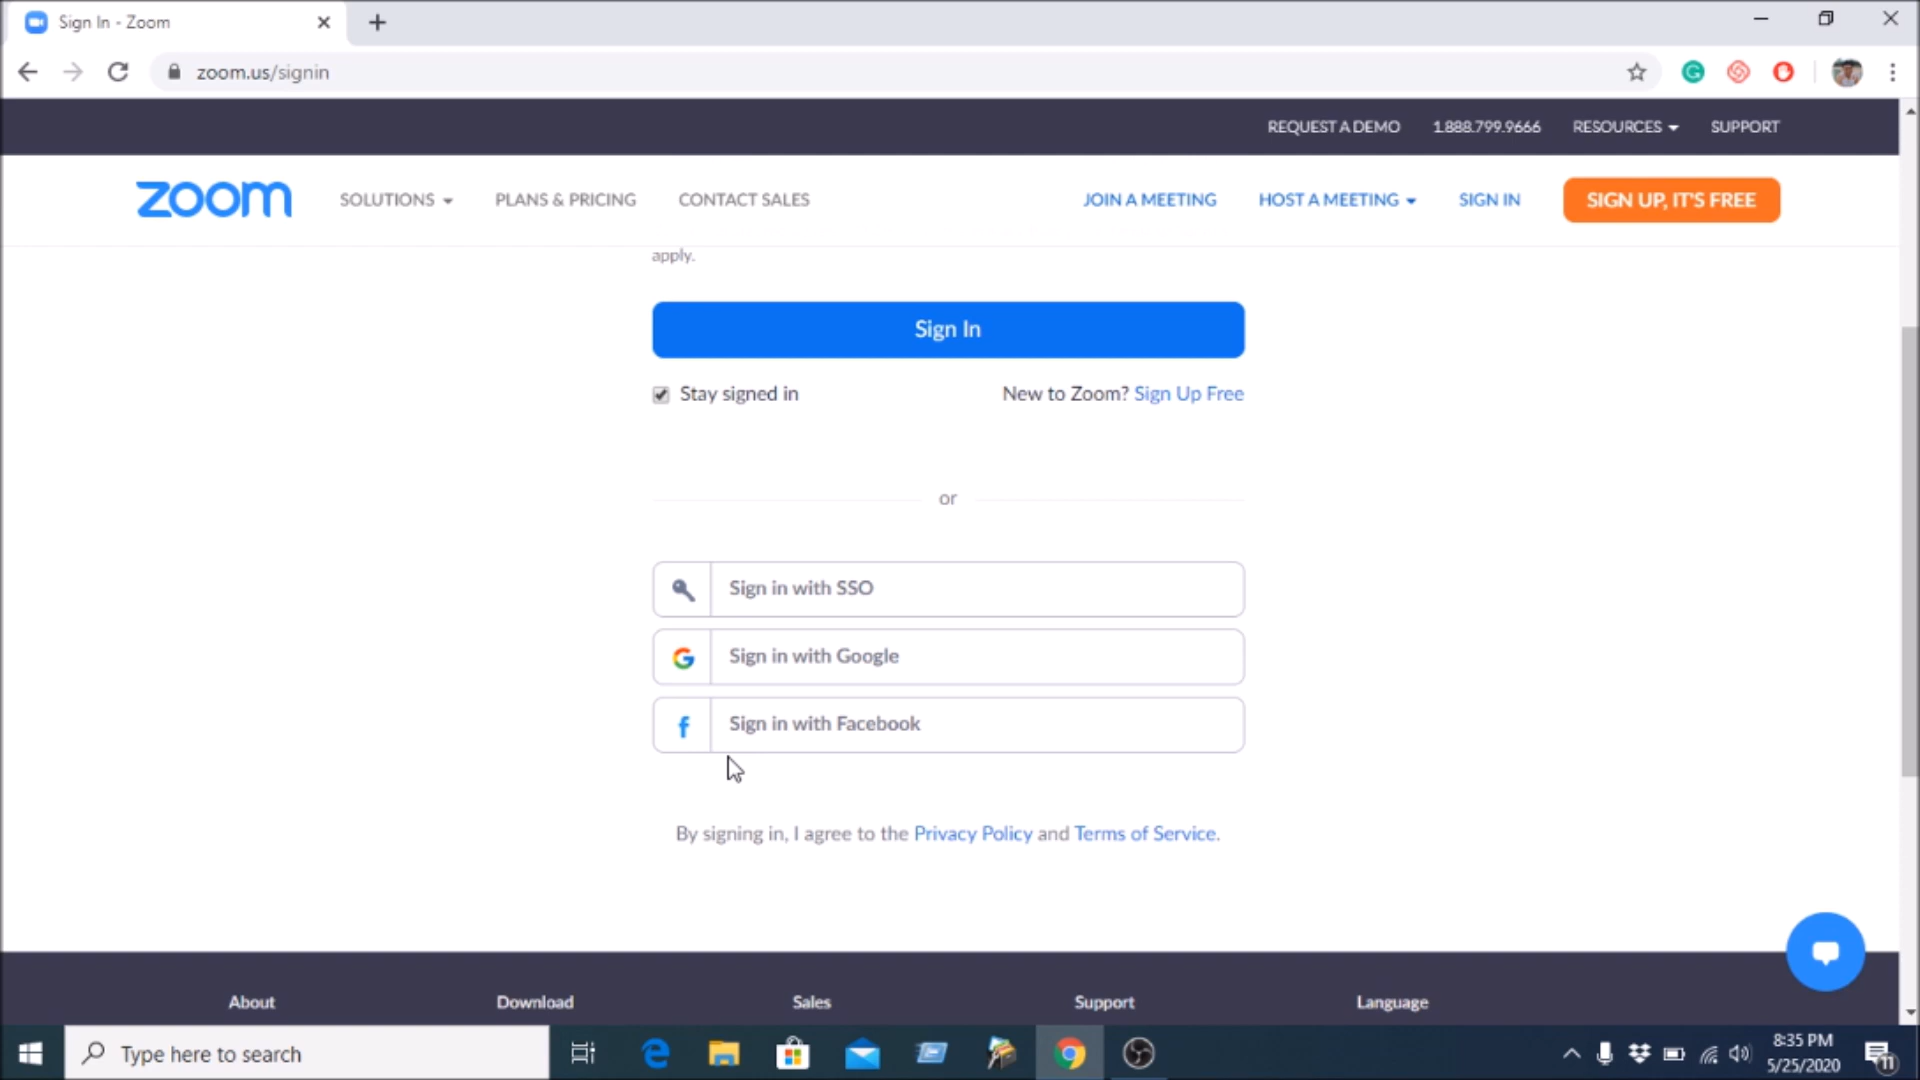 Sign In - Zoom
zoom.us/signin
REQUEST A DEMO 1.888.799.9666 RESOURCES SUPPORT
zoom SOLUTIONS PLANS & PRICING CONTACT SALES JOIN A MEETING HOST A MEETING SIGN IN SIGN UP, IT'S FREE
apply.
Sign In
Stay signed in New to Zoom? Sign Up Free
or
Sign in with SSO
Sign in with Google
Sign in with Facebook
By signing in, I agree to the Privacy Policy and Terms of Service.
About Download Sales Support Language
Type here to search
8:35 PM
5/25/2020
11